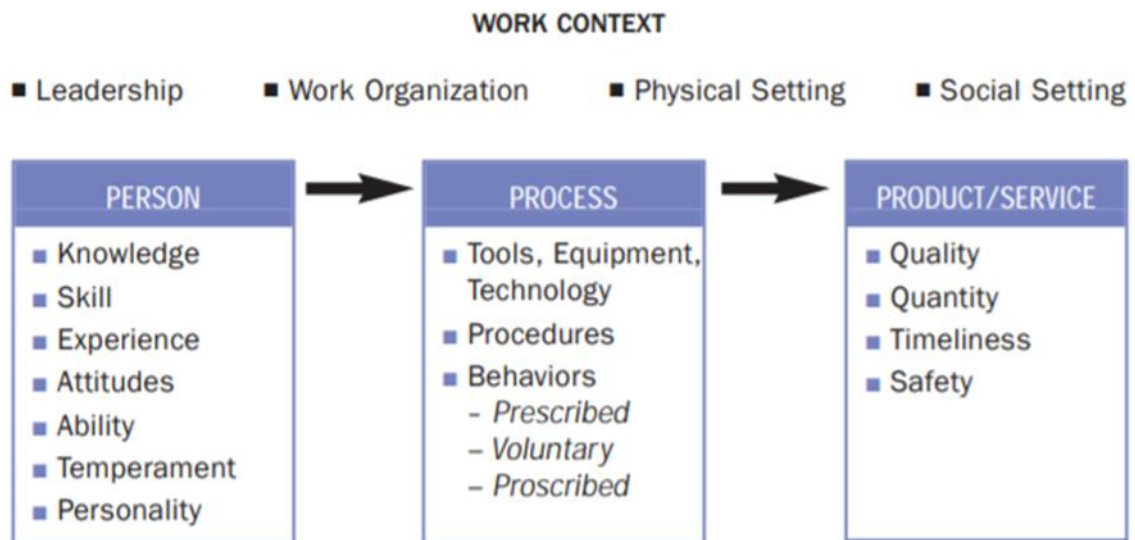 WORK CONTEXT
■ Leadership ■ Work Organization ■ Physical Setting ■ Social Setting
PERSON
■ Knowledge
■ Skill
■ Experience
■ Attitudes
■ Ability
■ Temperament
■ Personality
PROCESS
■ Tools, Equipment,
Technology
■ Procedures
■ Behaviors
– Prescribed
– Voluntary
– Proscribed
PRODUCT/SERVICE
■ Quality
■ Quantity
■ Timeliness
■ Safety